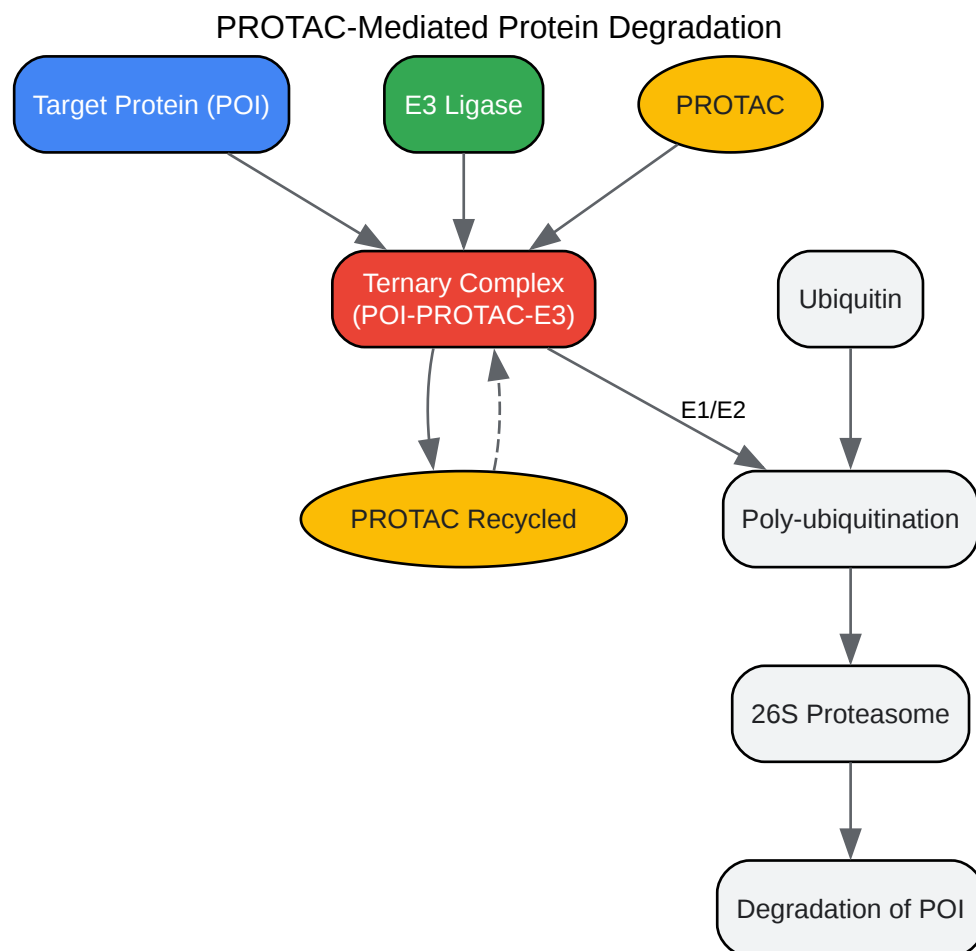 PROTAC-Mediated Protein Degradation
Target Protein (POI)
E3 Ligase
PROTAC
Ternary Complex
(POI-PROTAC-E3)
Ubiquitin
E1/E2
PROTAC Recycled
Poly-ubiquitination
26S Proteasome
Degradation of POI